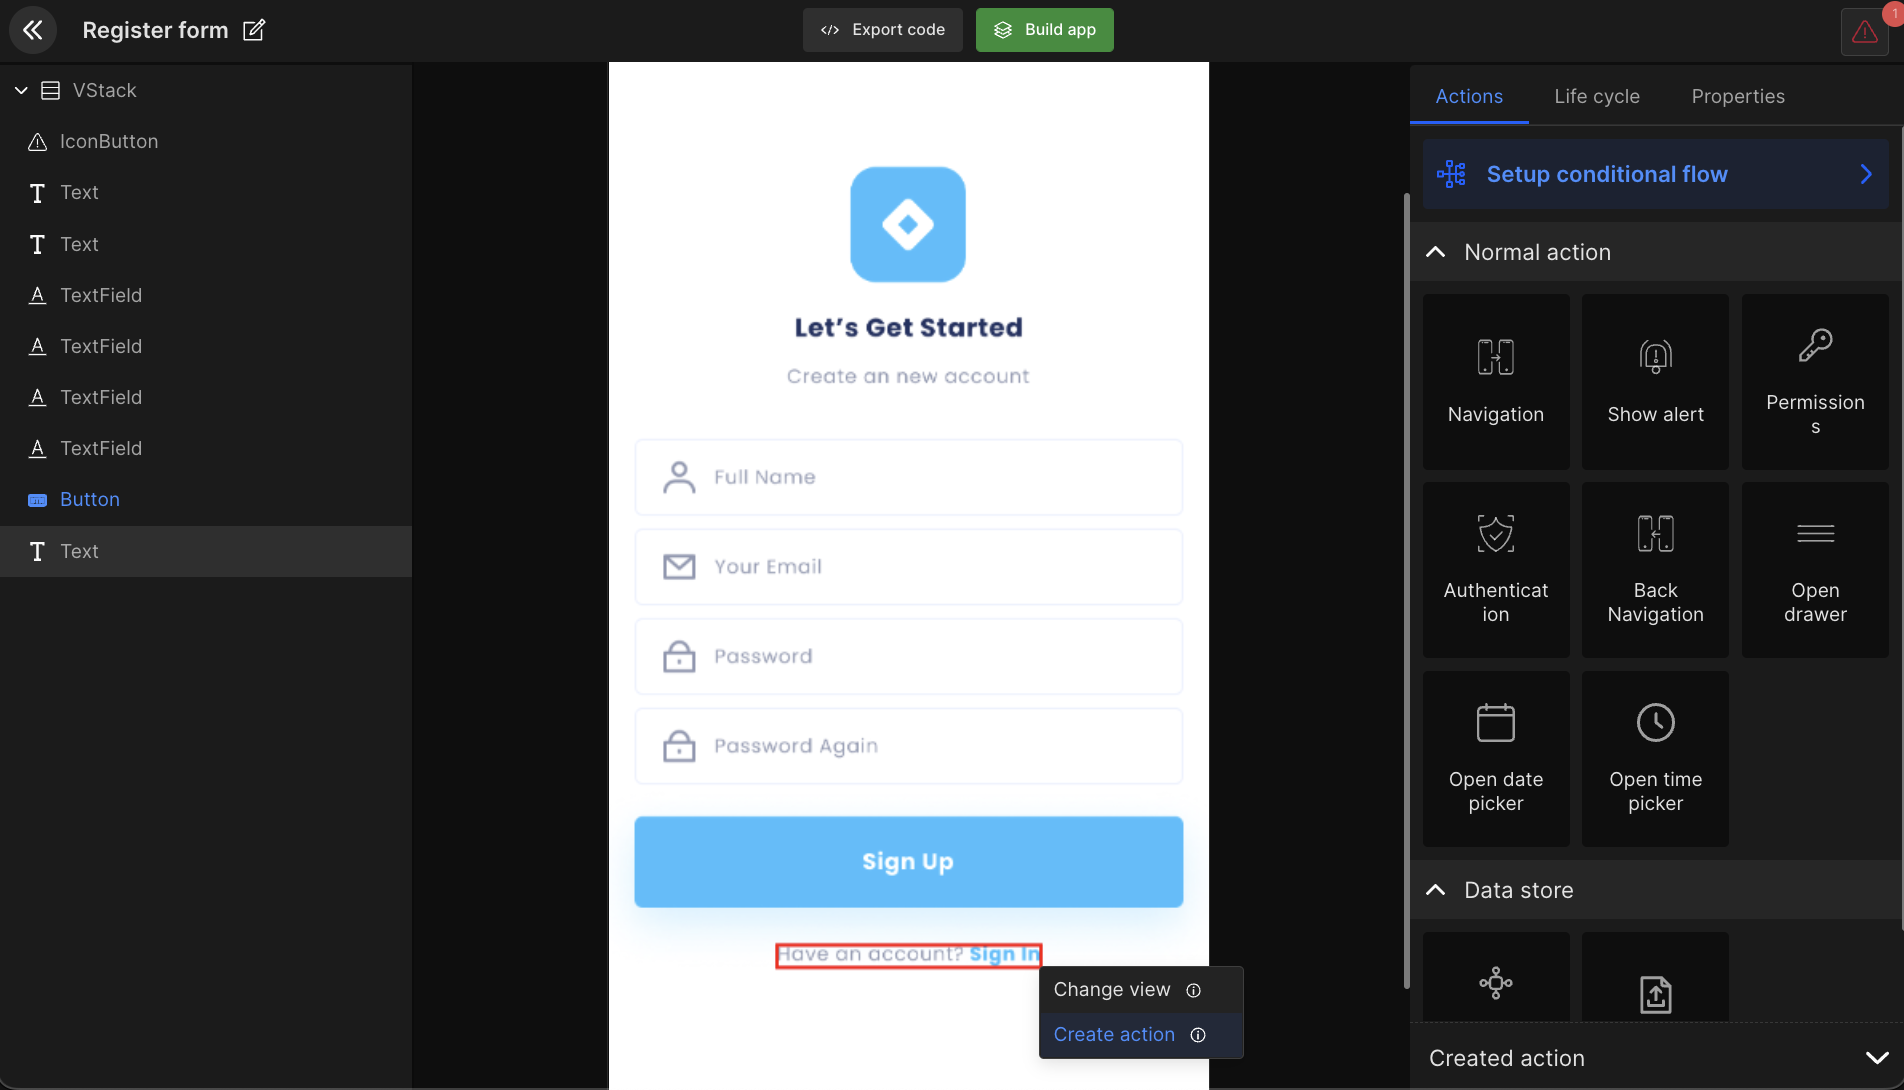 Register form
Export code
Build app
1
VStack
IconButton
Text
Text
TextField
TextField
TextField
TextField
Button
Text
Let’s Get Started
Create an new account
Full Name
Your Email
Password
Password Again
Sign Up
Have an account? Sign In
Change view
Create action
Actions
Life cycle
Properties
Setup conditional flow
Normal action
Navigation
Show alert
Permission
s
Authenticat
ion
Back
Navigation
Open
drawer
Open date
picker
Open time
picker
Data store
Created action